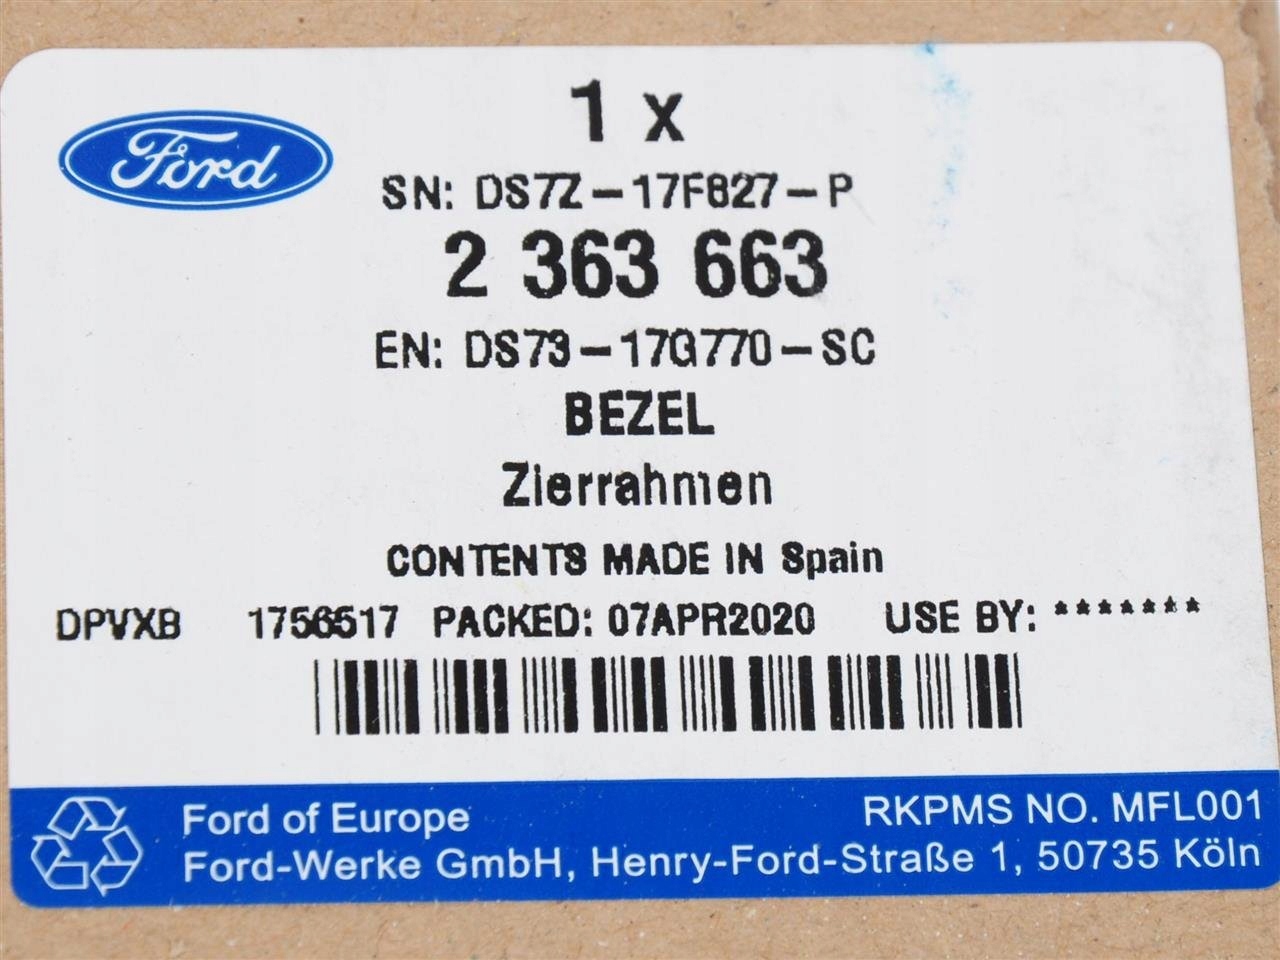 1 x
Ford
SN: DS7Z-17F827-P
2 363 663
EN: DS73-17G770-SC
BEZEL
Zierrahmen
CONTENTS MADE IN Spain
DPVXB 1756517 PACKED: 07APR2020 USE BY: *******
Ford of Europe RKPMS NO. MFL001
Ford-Werke GmbH, Henry-Ford-Straße 1, 50735 Köln